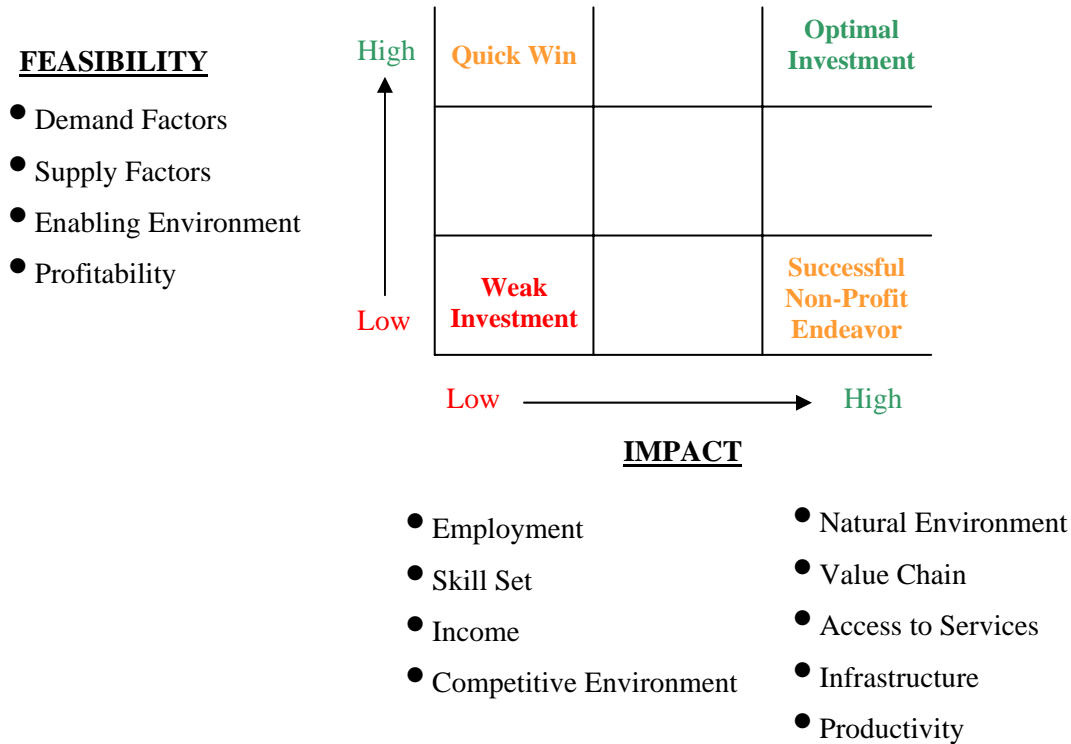 FEASIBILITY
• Demand Factors
• Supply Factors
• Enabling Environment
• Profitability
High
Low
Quick Win
Optimal
Investment
Weak
Investment
Successful
Non-Profit
Endeavor
Low
High
IMPACT
• Employment
• Skill Set
• Income
• Competitive Environment
• Natural Environment
• Value Chain
• Access to Services
• Infrastructure
• Productivity